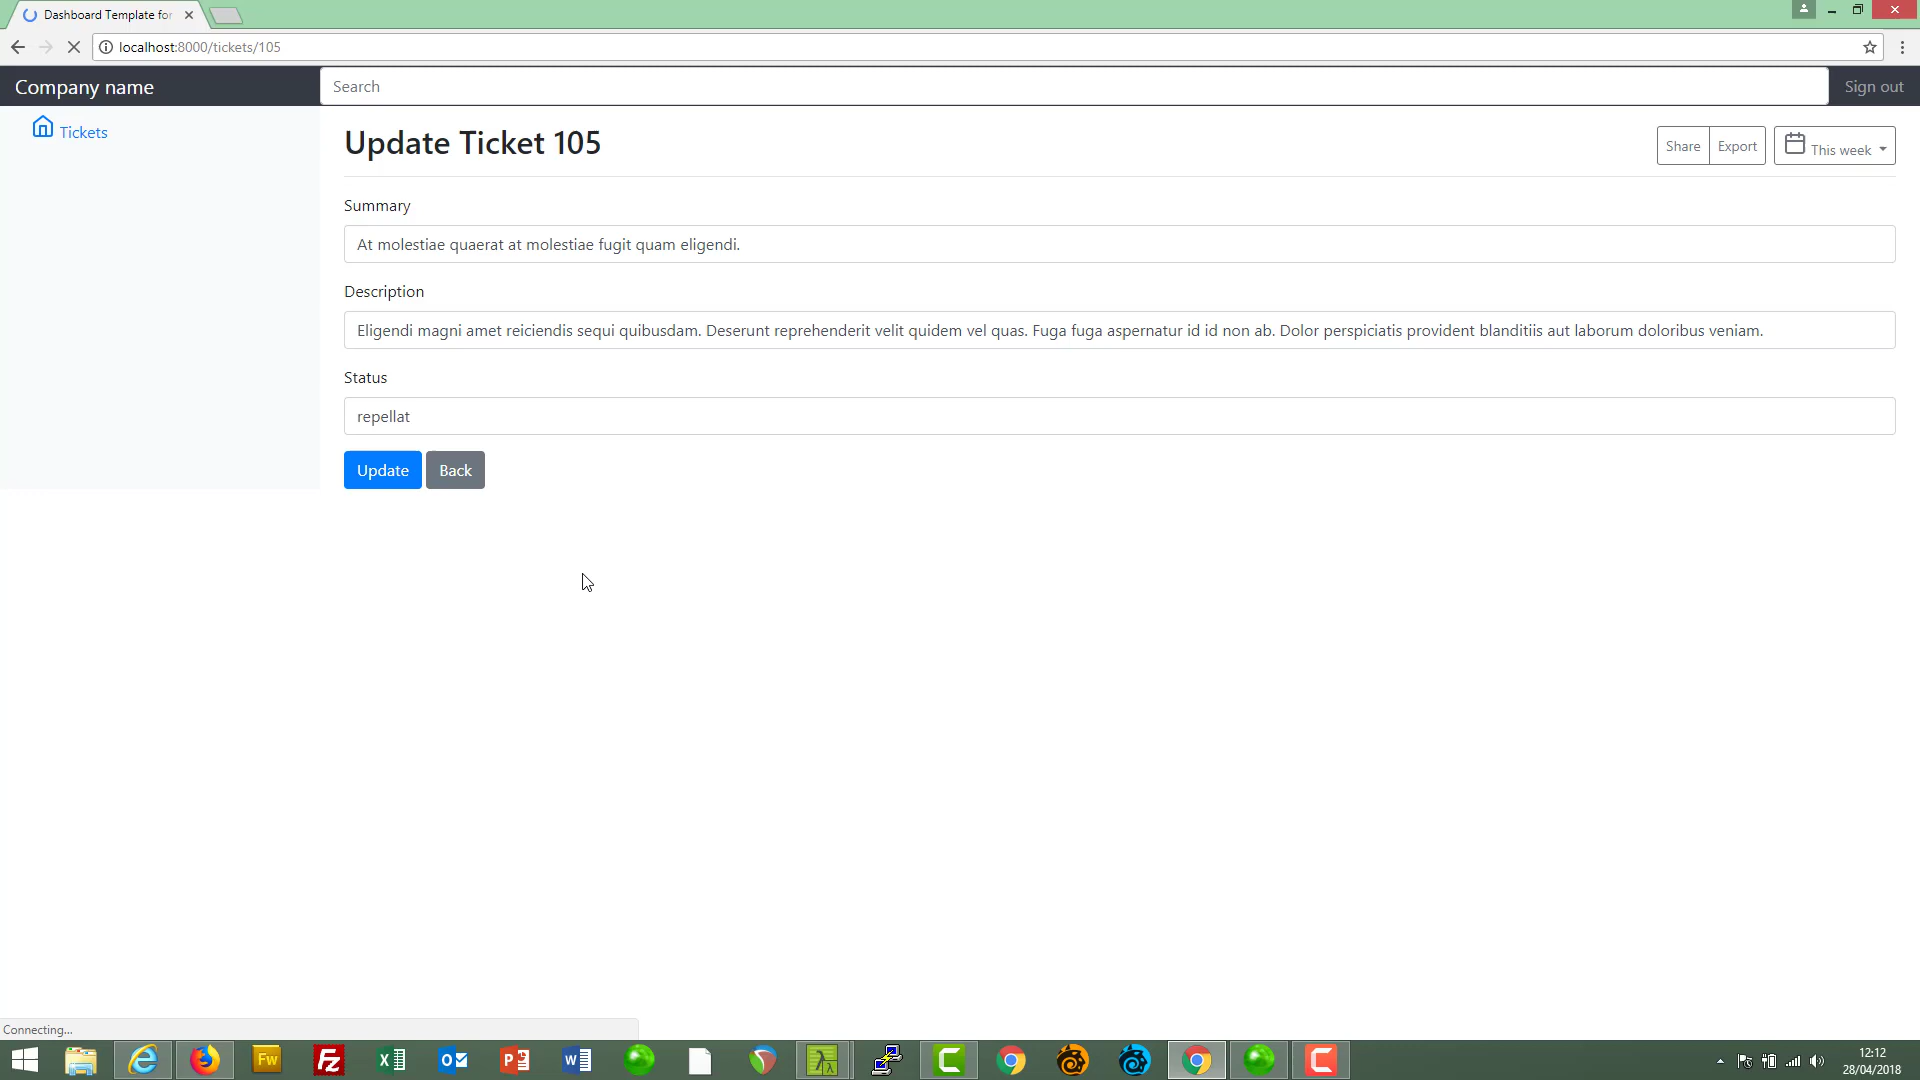 Dashboard Template for
localhost:8000/tickets/105
Company name
Search
Sign out
Tickets
Update Ticket 105
Share
Export
This week
Summary
At molestiae quaerat at molestiae fugit quam eligendi.
Description
Eligendi magni amet reiciendis sequi quibusdam. Deserunt reprehenderit velit quidem vel quas. Fuga fuga aspernatur id id non ab. Dolor perspiciatis provident blanditiis aut laborum doloribus veniam.
Status
repellat
Update
Back
Connecting...
Fw
Fz
X
O
P
W
λ
C
C
12:12
28/04/2018